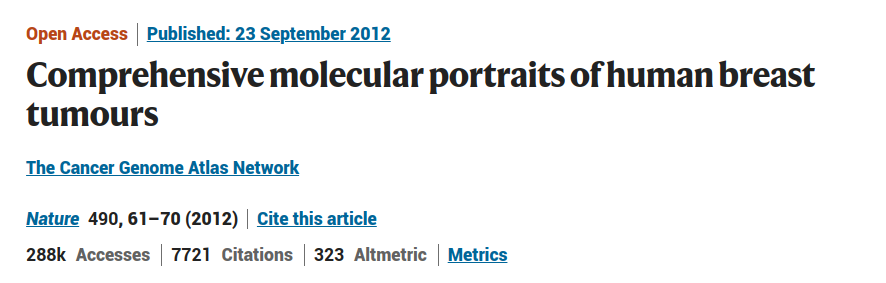 Open Access | Published: 23 September 2012
Comprehensive molecular portraits of human breast
tumours
The Cancer Genome Atlas Network
Nature 490, 61–70 (2012) | Cite this article
288k Accesses | 7721 Citations | 323 Altmetric | Metrics